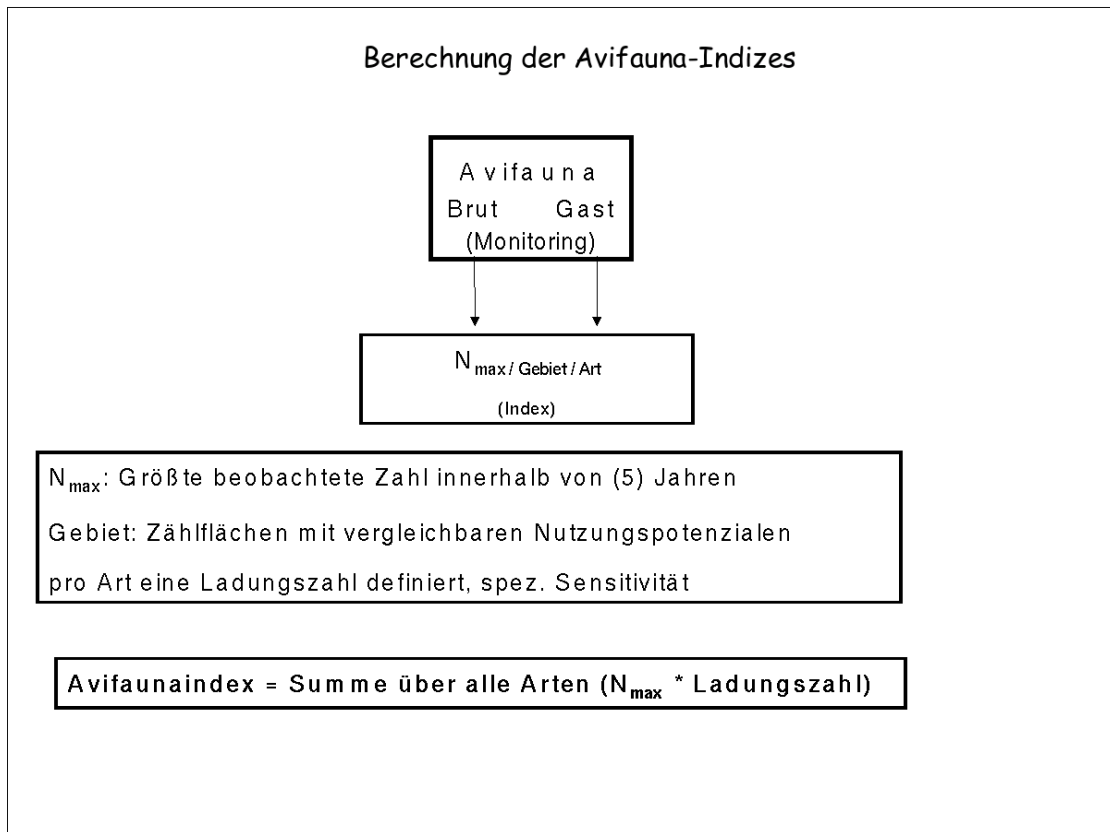 Berechnung der Avifauna-Indizes
Avifauna
Brut Gast
(Monitoring)
N max / Gebiet / Art
(Index)
N max: Größte beobachtete Zahl innerhalb von (5) Jahren
Gebiet: Zählflächen mit vergleichbaren Nutzungspotenzialen
pro Art eine Ladungszahl definiert, spez. Sensitivität
Avifaunaindex = Summe über alle Arten (N max * Ladungszahl)